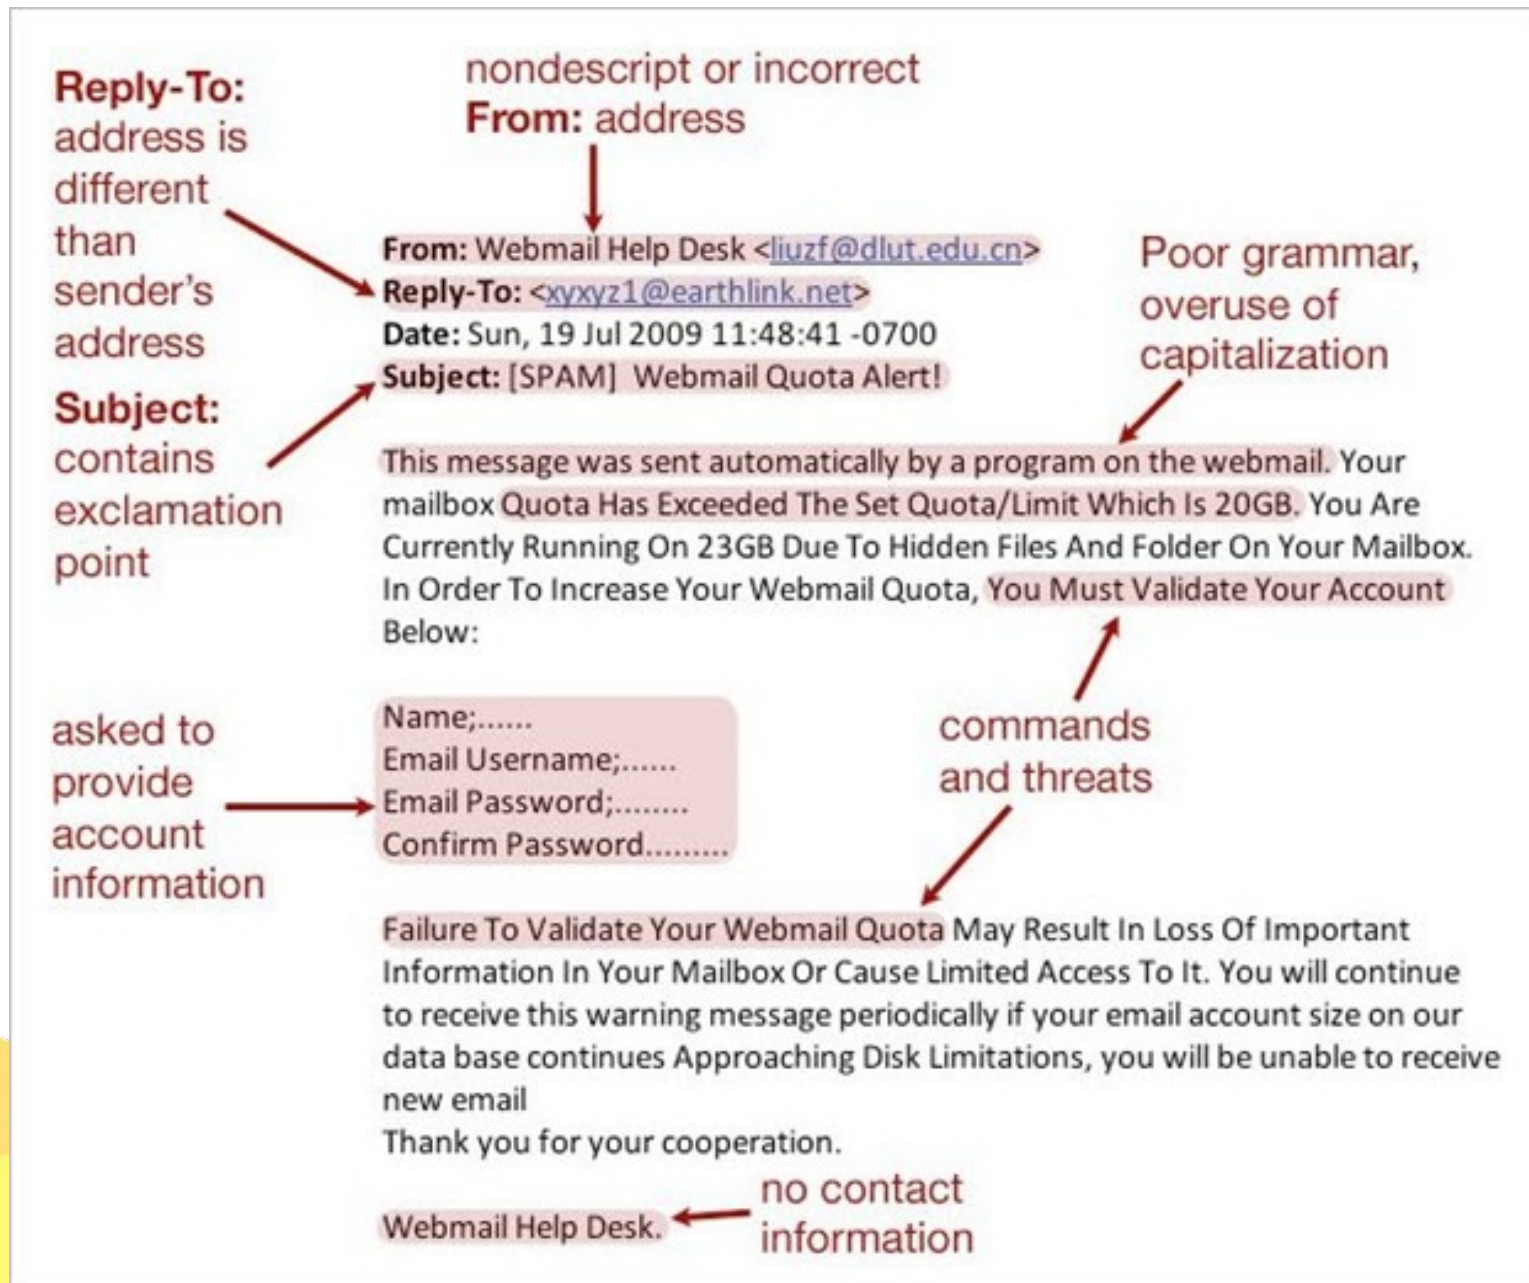 Reply-To:
address is
different
than
sender's
address
nondescript or incorrect
From: address
Subject:
contains
exclamation
point
From: Webmail Help Desk <liuzf@dlut.edu.cn>
Reply-To: <xyxyz1@earthlink.net>
Date: Sun, 19 Jul 2009 11:48:41 -0700
Subject: [SPAM]  Webmail Quota Alert!
Poor grammar,
overuse of
capitalization
This message was sent automatically by a program on the webmail. Your
mailbox Quota Has Exceeded The Set Quota/Limit Which Is 20GB. You Are
Currently Running On 23GB Due To Hidden Files And Folder On Your Mailbox.
In Order To Increase Your Webmail Quota, You Must Validate Your Account
Below:
asked to
provide
account
information
Name;......
Email Username;......
Email Password;........
Confirm Password.........
commands
and threats
Failure To Validate Your Webmail Quota May Result In Loss Of Important
Information In Your Mailbox Or Cause Limited Access To It. You will continue
to receive this warning message periodically if your email account size on our
data base continues Approaching Disk Limitations, you will be unable to receive
new email
Thank you for your cooperation.
Webmail Help Desk.
no contact
information